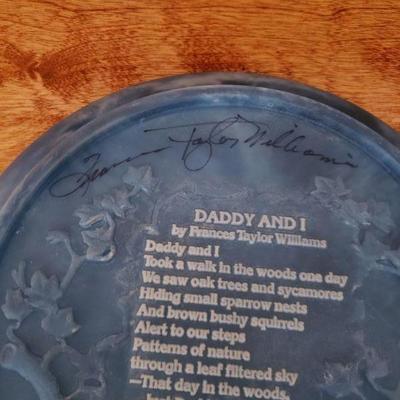 Frances Taylor Williams
DADDY AND I
by Frances Taylor Williams
Daddy and I
Took a walk in the woods one day
We saw oak trees and sycamores
Hiding small sparrow nests
And brown bushy squirrels
Alert to our steps
Patterns of nature
through a leaf filtered sky
—That day in the woods,